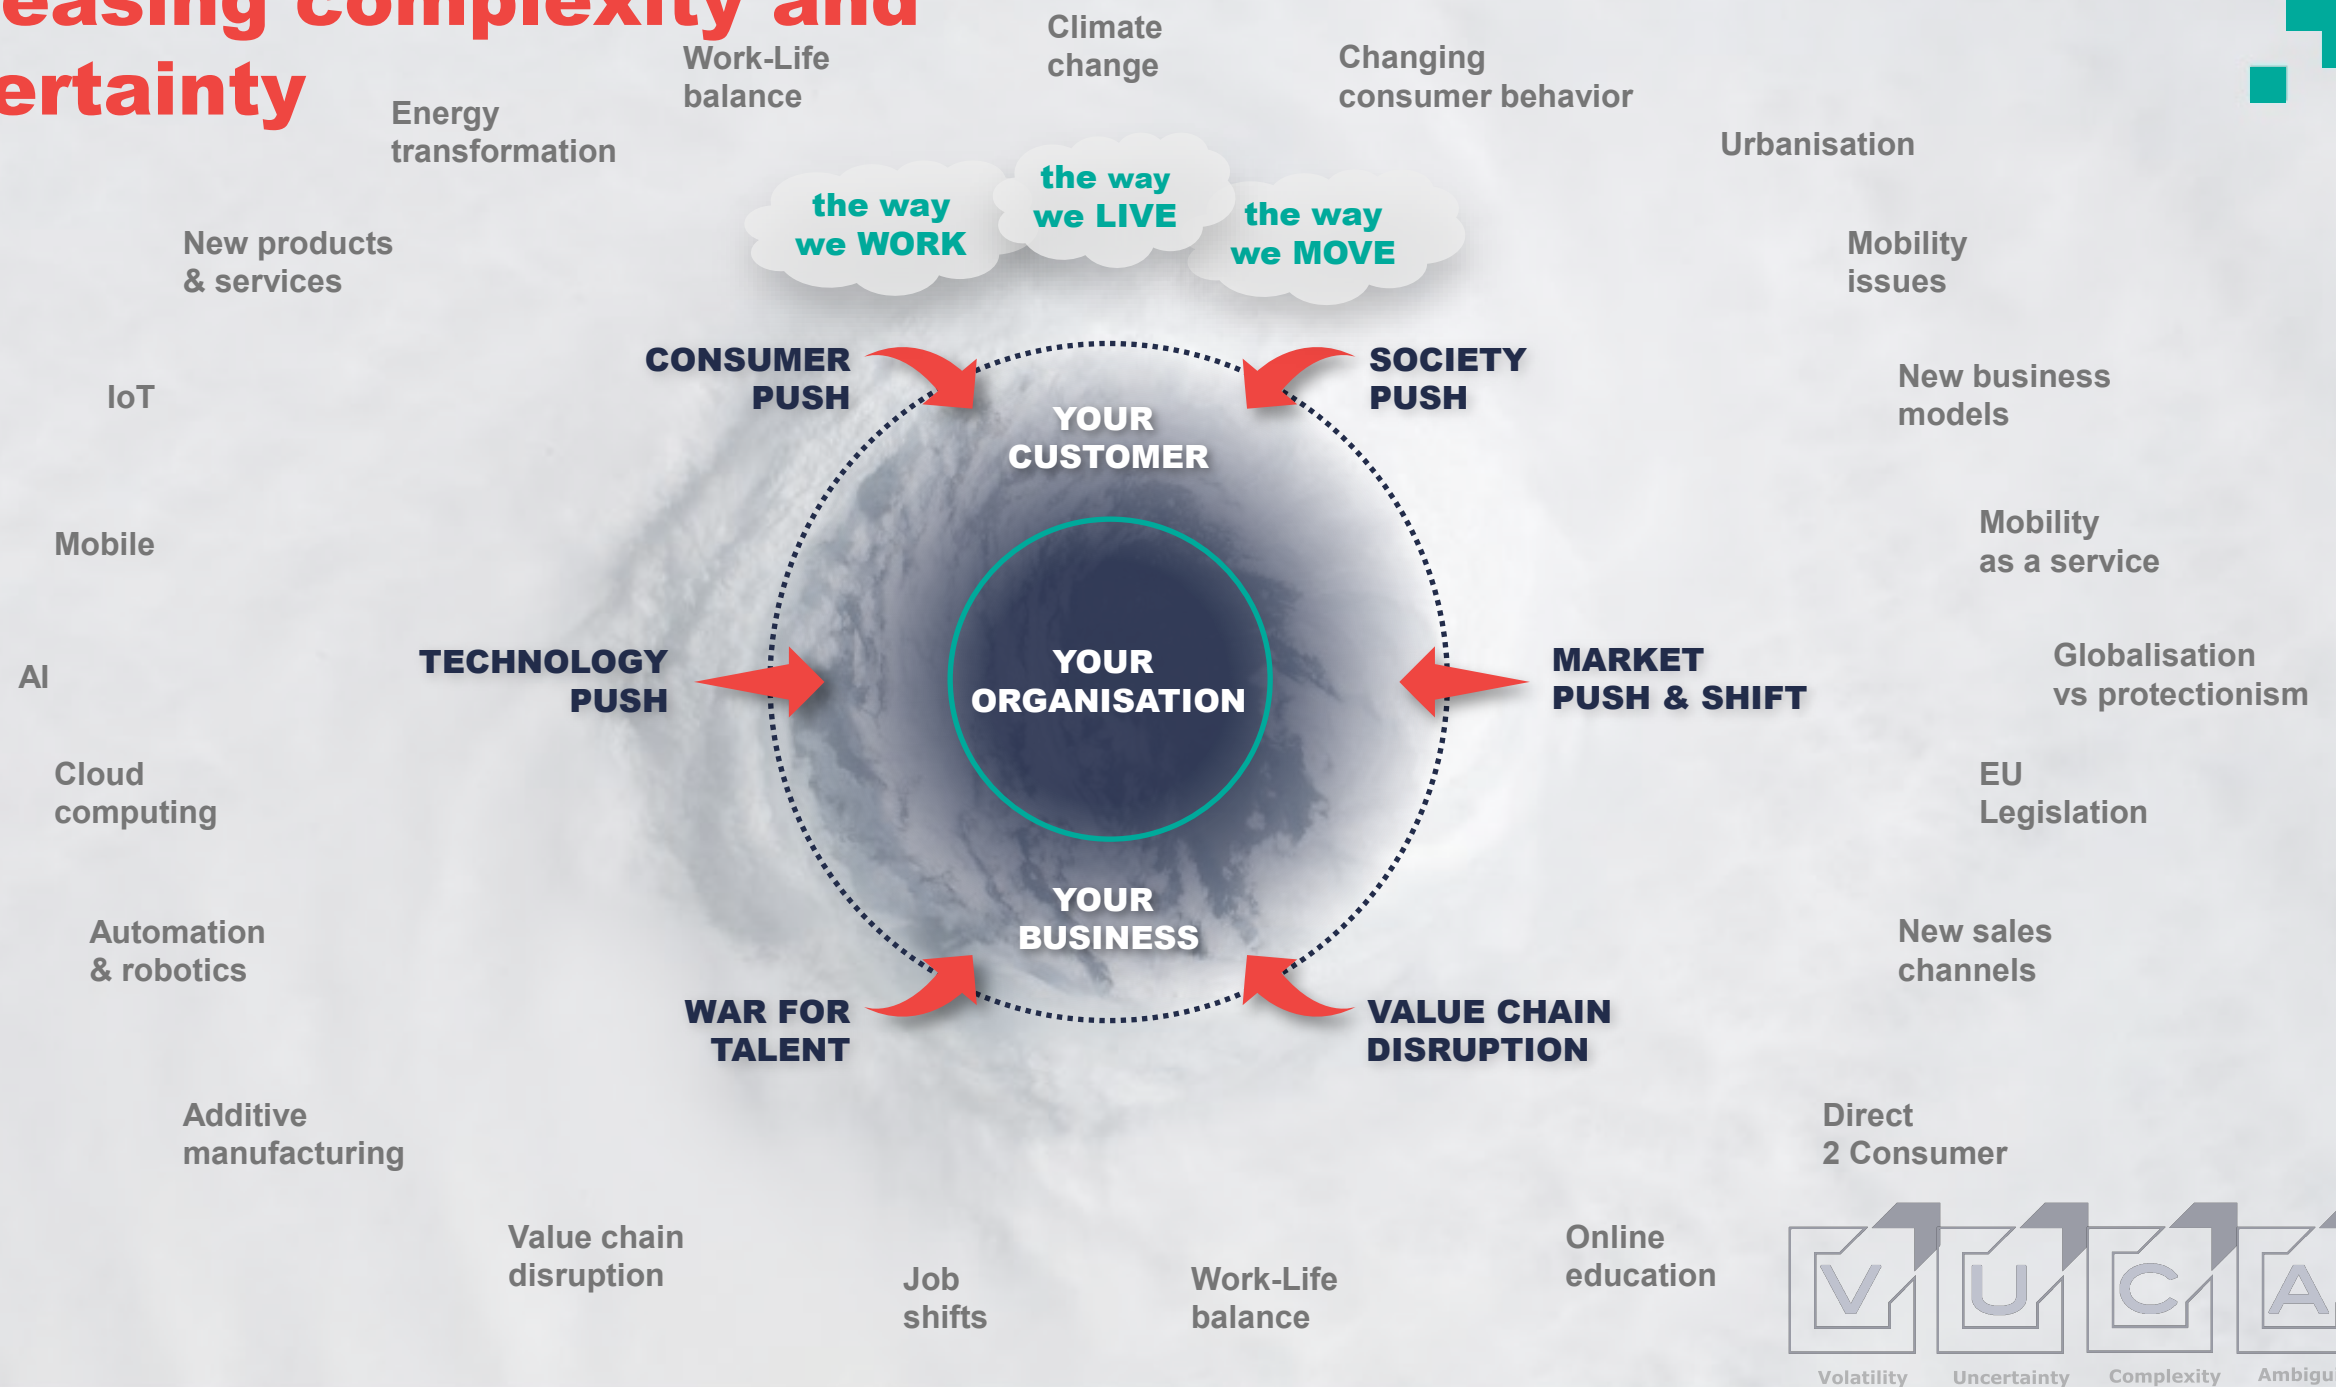 easing complexity and
ertainty
Climate
change
Work-Life
balance
Changing
consumer behavior
Energy
transformation
Urbanisation
the way
we WORK
the way
we LIVE
the way
we MOVE
New products
& services
Mobility
issues
CONSUMER
PUSH
SOCIETY
PUSH
IoT
New business
models
YOUR
CUSTOMER
Mobile
Mobility
as a service
TECHNOLOGY
PUSH
YOUR
ORGANISATION
MARKET
PUSH & SHIFT
AI
Globalisation
vs protectionism
Cloud
computing
EU
Legislation
YOUR
BUSINESS
Automation
& robotics
New sales
channels
WAR FOR
TALENT
VALUE CHAIN
DISRUPTION
Additive
manufacturing
Direct
2 Consumer
Value chain
disruption
Job
shifts
Work-Life
balance
Online
education
V U C A
Volatility Uncertainty Complexity Ambigui